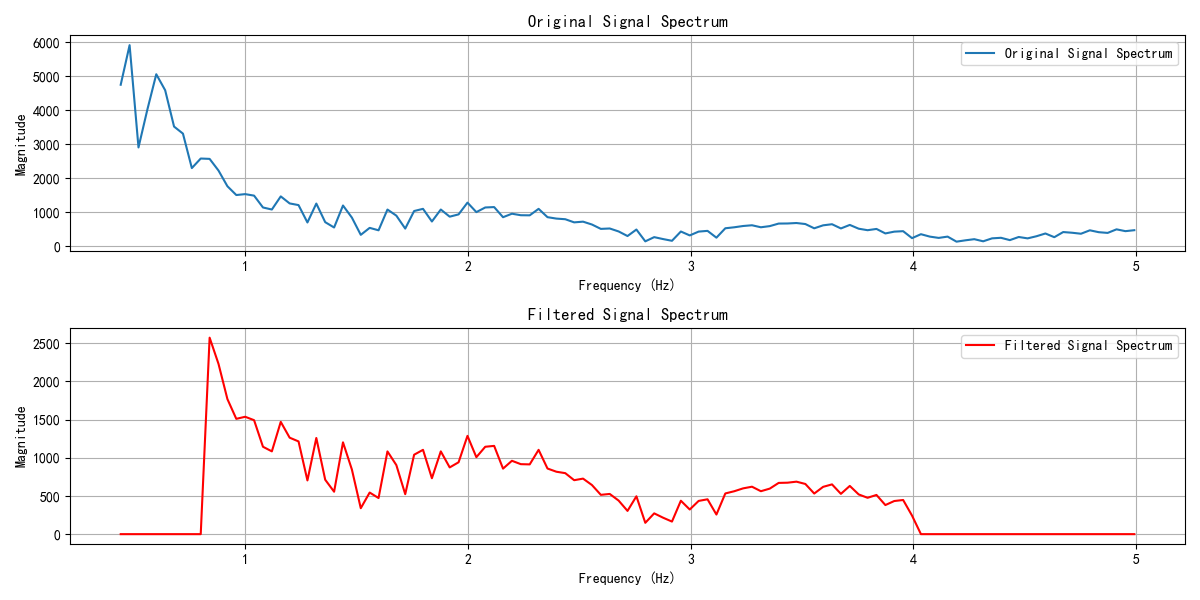 Original Signal Spectrum
6000
5000
4000
3000
2000
1000
0
Magnitude
Original Signal Spectrum
1 2 3 4 5
Frequency (Hz)
Filtered Signal Spectrum
2500
2000
1500
1000
500
0
Magnitude
Filtered Signal Spectrum
1 2 3 4 5
Frequency (Hz)